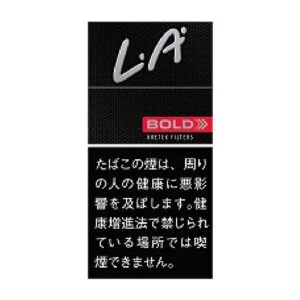 L.A.
BOLD
ARETEK FILTERS
たばこの煙は、周り
の人の健康に悪影
響を及ぼします。健
康増進法で禁じられ
ている場所では喫
煙できません。